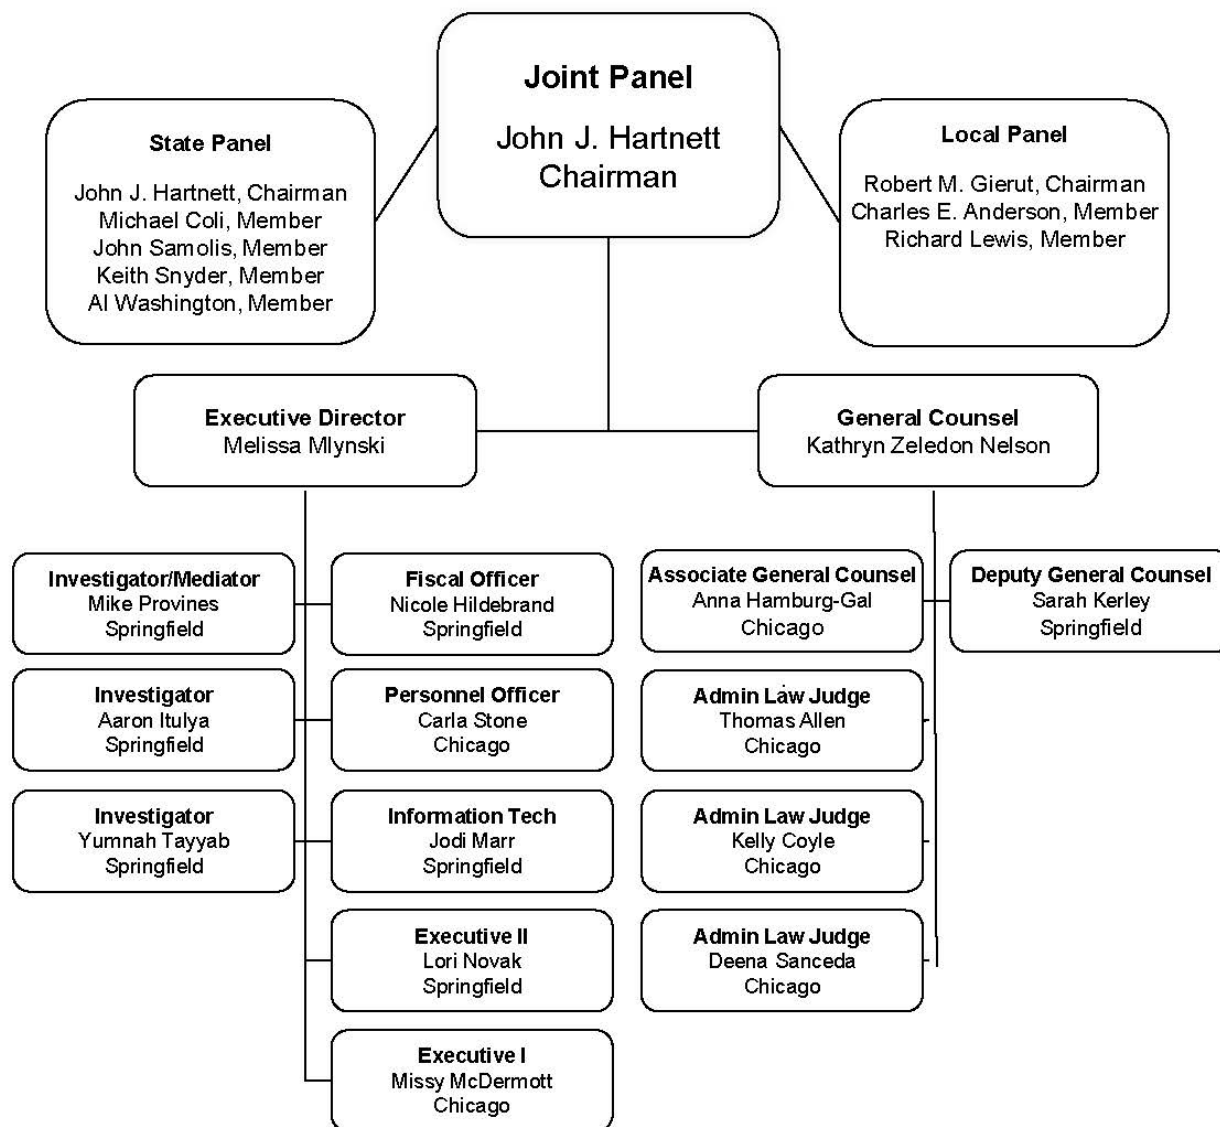 Joint Panel
John J. Hartnett
Chairman
State Panel
John J. Hartnett, Chairman
Michael Coli, Member
John Samolis, Member
Keith Snyder, Member
Al Washington, Member
Local Panel
Robert M. Gierut, Chairman
Charles E. Anderson, Member
Richard Lewis, Member
Executive Director
Melissa Mlynski
General Counsel
Kathryn Zeledon Nelson
Investigator/Mediator
Mike Provines
Springfield
Fiscal Officer
Nicole Hildebrand
Springfield
Associate General Counsel
Anna Hamburg-Gal
Chicago
Deputy General Counsel
Sarah Kerley
Springfield
Investigator
Aaron Itulya
Springfield
Personnel Officer
Carla Stone
Chicago
Admin Law Judge
Thomas Allen
Chicago
Investigator
Yumnah Tayyab
Springfield
Information Tech
Jodi Marr
Springfield
Admin Law Judge
Kelly Coyle
Chicago
Executive II
Lori Novak
Springfield
Admin Law Judge
Deena Sanceda
Chicago
Executive I
Missy McDermott
Chicago